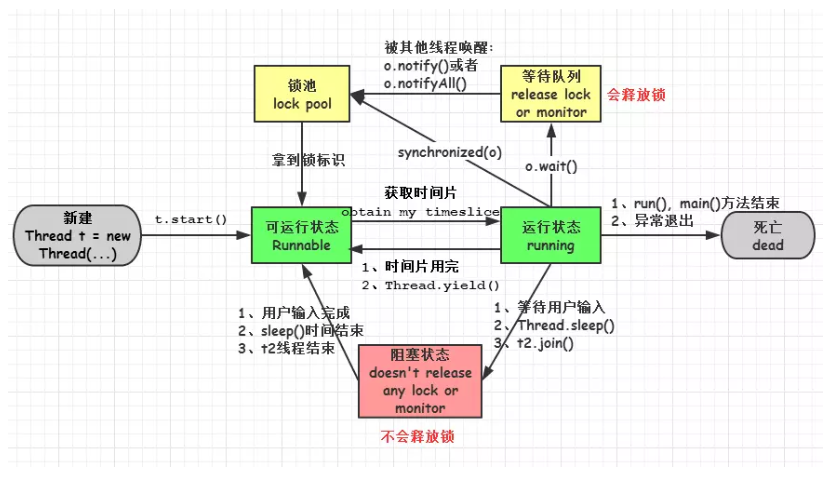 被其他线程唤醒:
o.notify()或者
o.notifyAll()
锁池
lock pool
等待队列
release lock
or monitor
会释放锁
synchronized(o)
o.wait()
拿到锁标识
获取时间片
obtain my timeslice
新建
Thread t = new
Thread(...)
t.start()
可运行状态
Runnable
运行状态
running
1、run(), main()方法结束
2、异常退出
死亡
dead
1、时间片用完
2、Thread.yield()
1、用户输入完成
2、sleep()时间结束
3、t2线程结束
1、等待用户输入
2、Thread.sleep()
3、t2.join()
阻塞状态
doesn't release
any lock or
monitor
不会释放锁